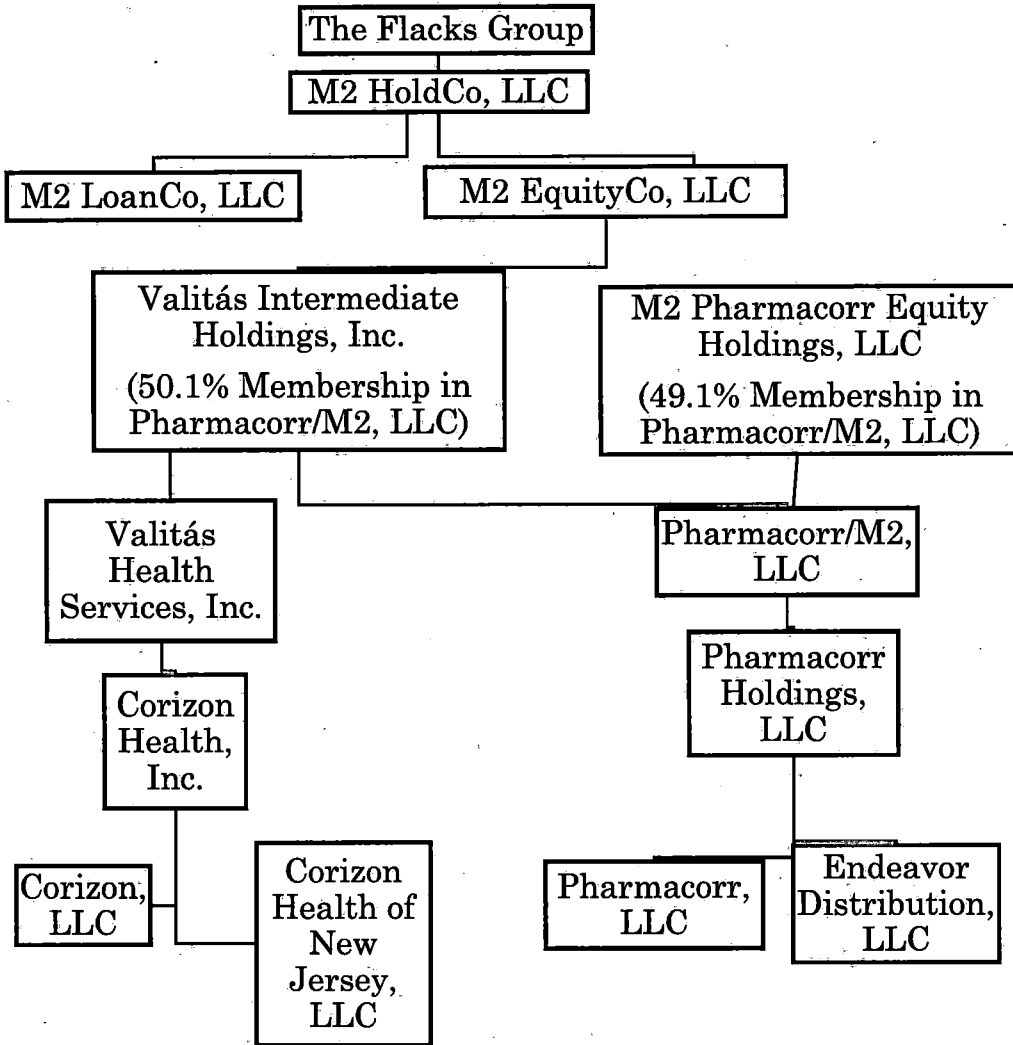 The Flacks Group
M2 HoldCo, LLC
M2 LoanCo, LLC
M2 EquityCo, LLC
Valitás Intermediate
Holdings, Inc.
(50.1% Membership in
Pharmacorr/M2, LLC)
M2 Pharmacorr Equity
Holdings, LLC
(49.1% Membership in
Pharmacorr/M2, LLC)
Valitás
Health
Services, Inc.
Pharmacorr/M2,
LLC
Corizon
Health,
Inc.
Pharmacorr
Holdings,
LLC
Corizon,
LLC
Corizon
Health of
New
Jersey,
LLC
Pharmacorr,
LLC
Endeavor
Distribution,
LLC